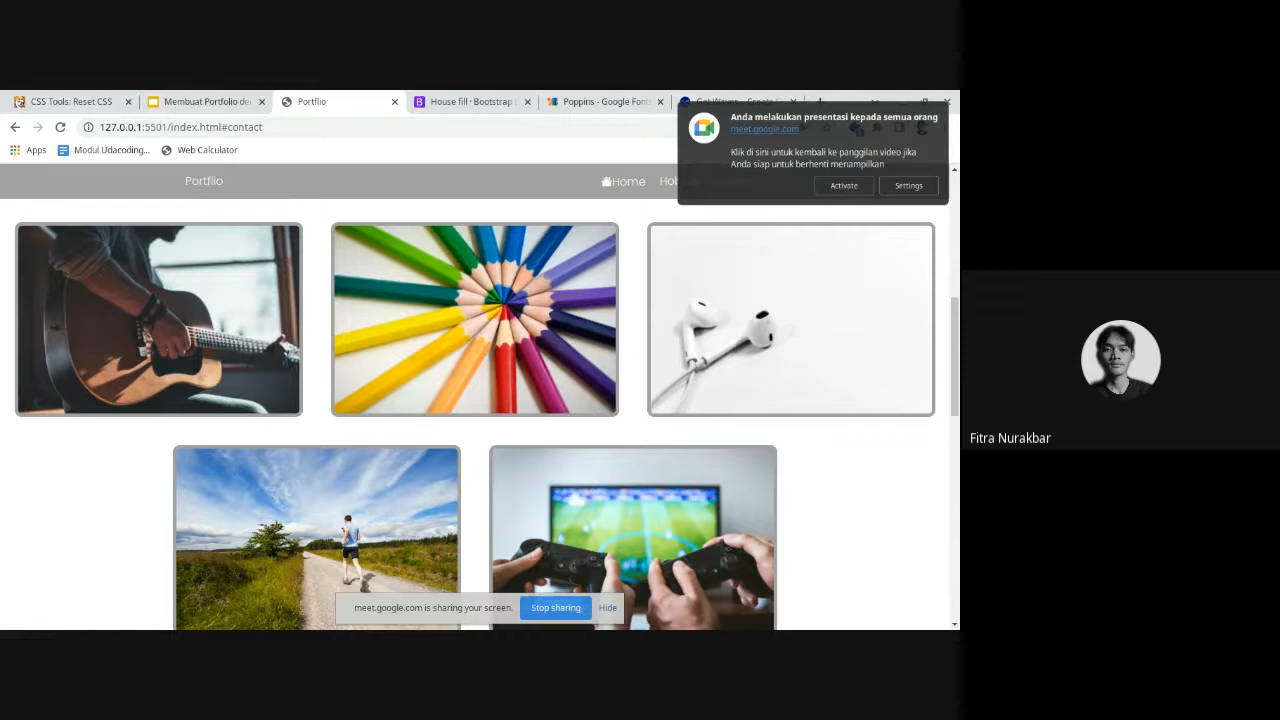 CSS Tools: Reset CSS
Membuat Portfolio de
Portflio
House fill · Bootstrap
Poppins - Google Font
127.0.0.1:5501/index.html#contact
Apps
Modul Udacoding...
Web Calculator
Anda melakukan presentasi kepada semua orang
meet.google.com
Klik di sini untuk kembali ke panggilan video jika
Anda siap untuk berhenti menampilkan
Activate
Settings
Portflio
Home
meet.google.com is sharing your screen.
Stop sharing
Hide
Fitra Nurakbar